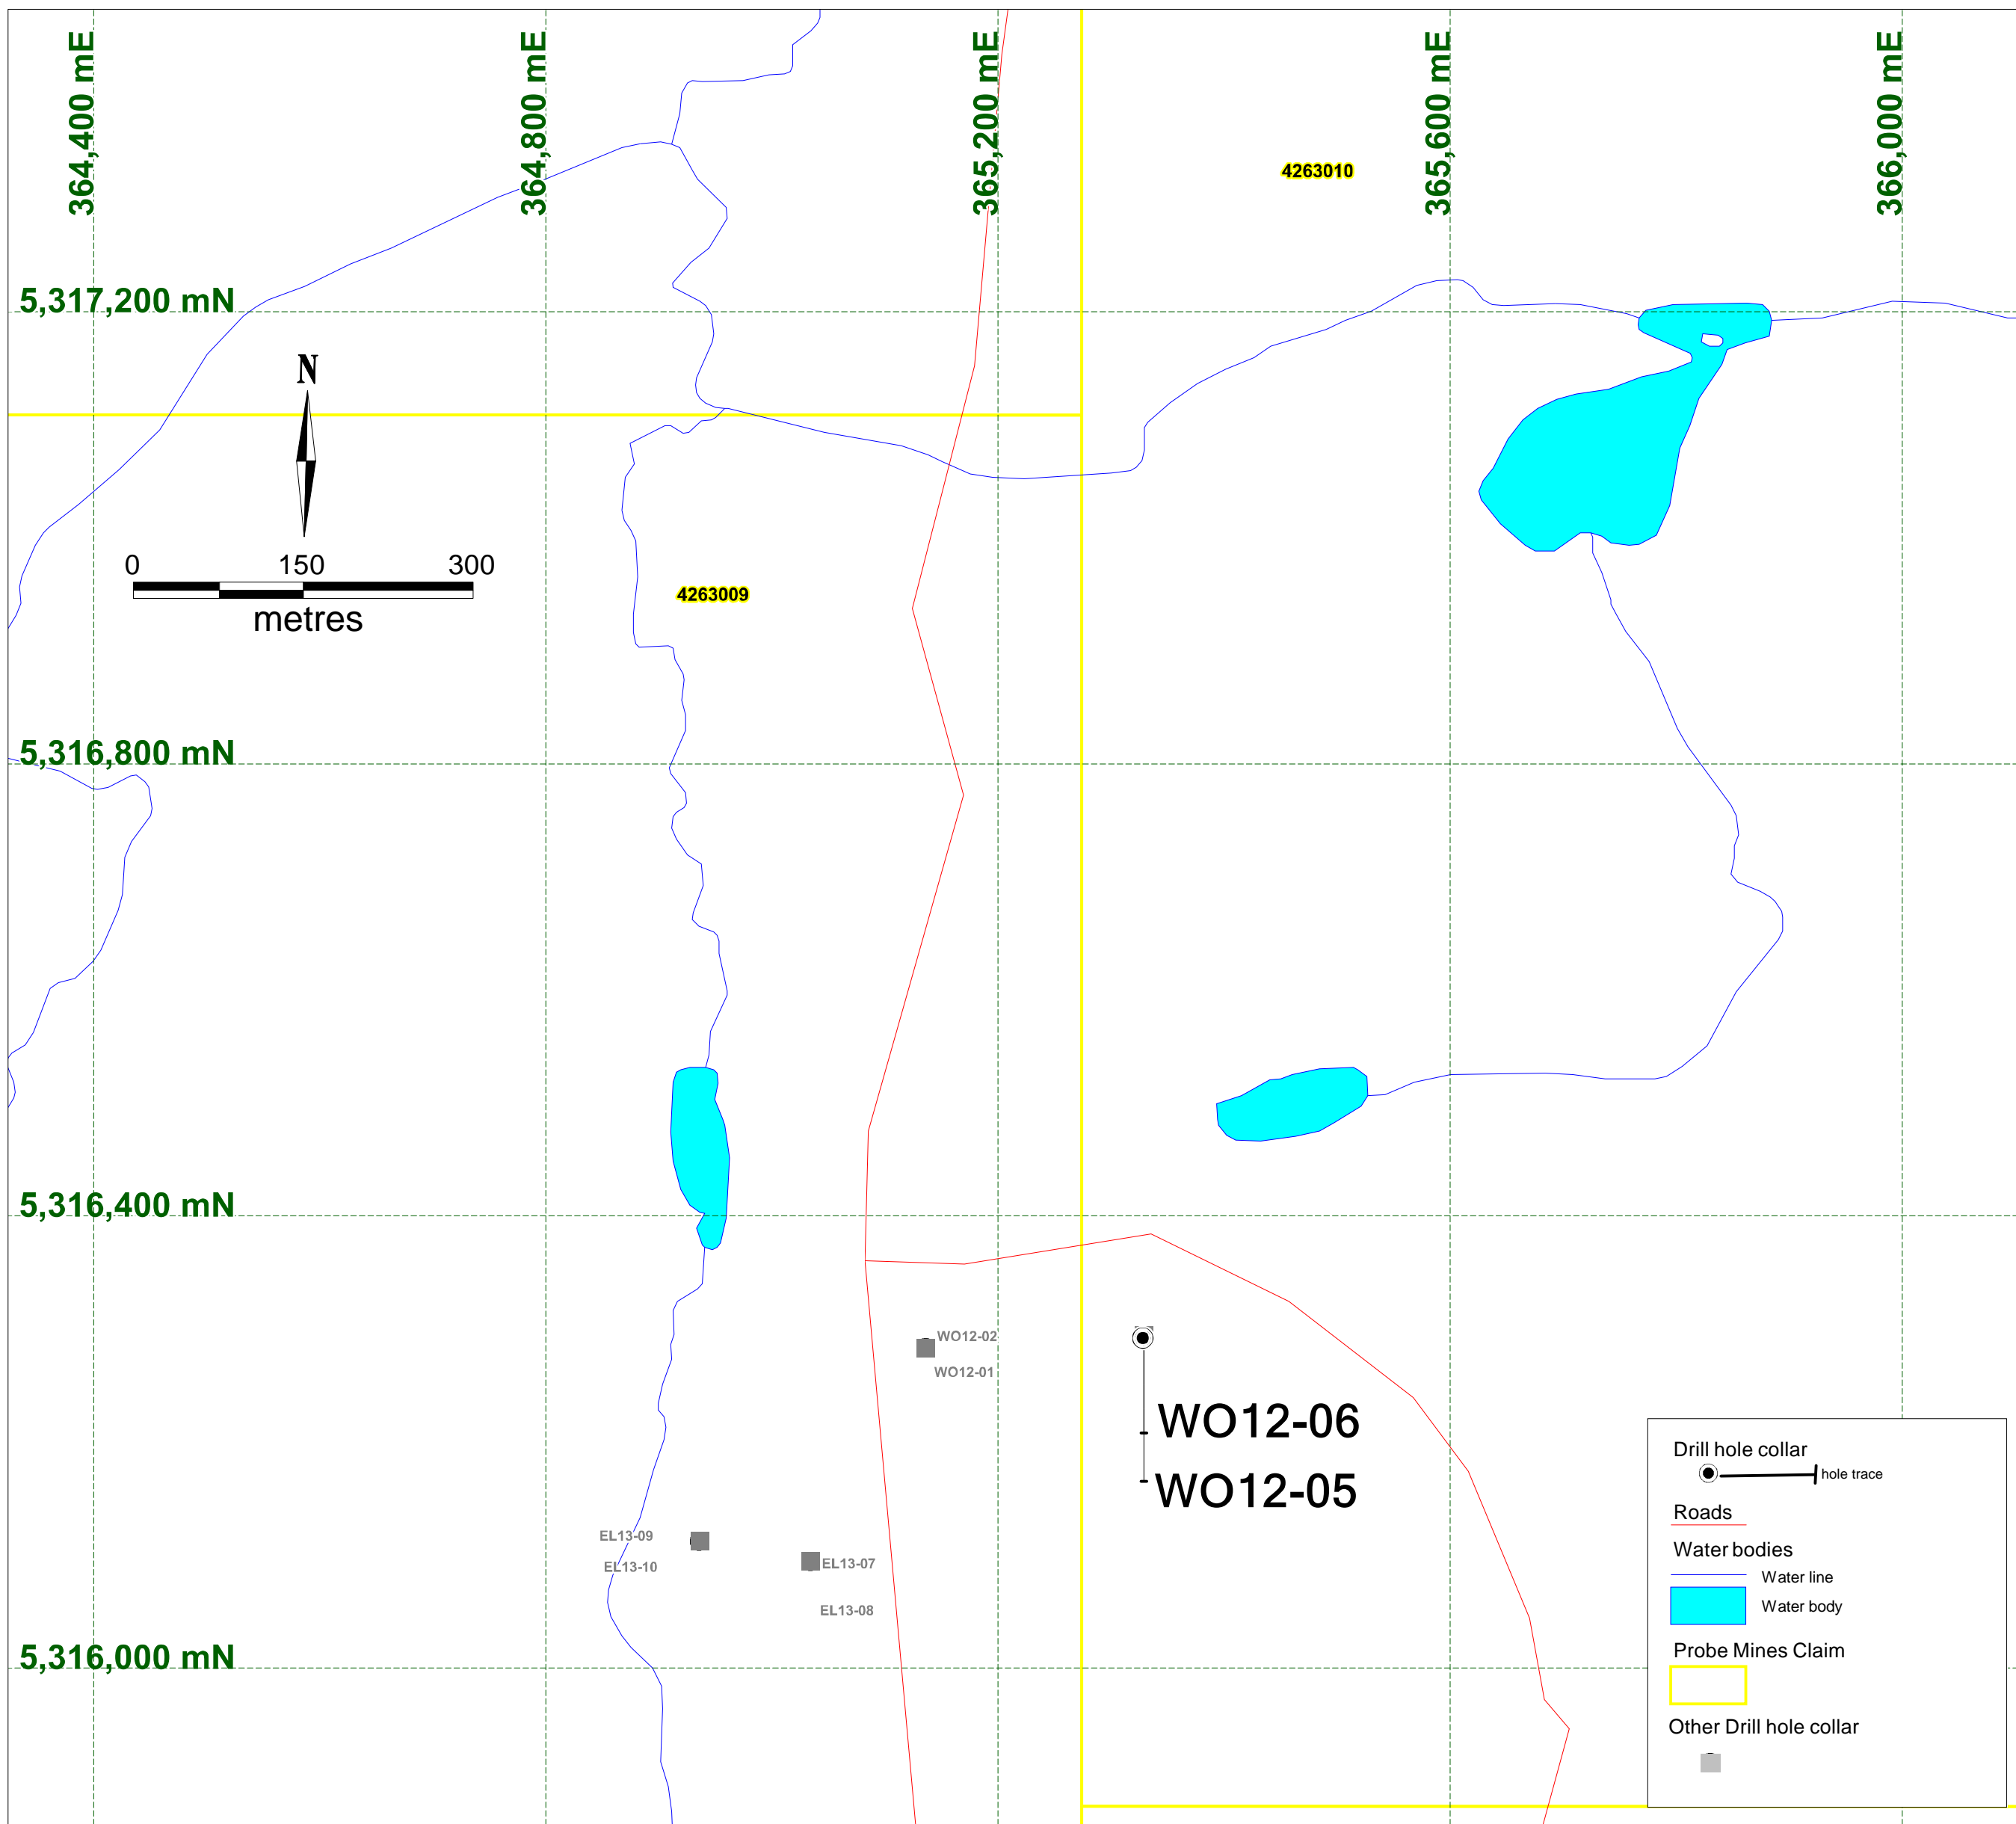 364,400 mE
364,800 mE
365,200 mE
365,600 mE
366,000 mE
4263010
5,317,200 mN
N
0 150 300
metres
4263009
5,316,800 mN
5,316,400 mN
WO12-02
WO12-01
WO12-06
WO12-05
EL13-09
EL13-10
EL13-07
EL13-08
5,316,000 mN
Drill hole collar
hole trace
Roads
Water bodies
Water line
Water body
Probe Mines Claim
Other Drill hole collar